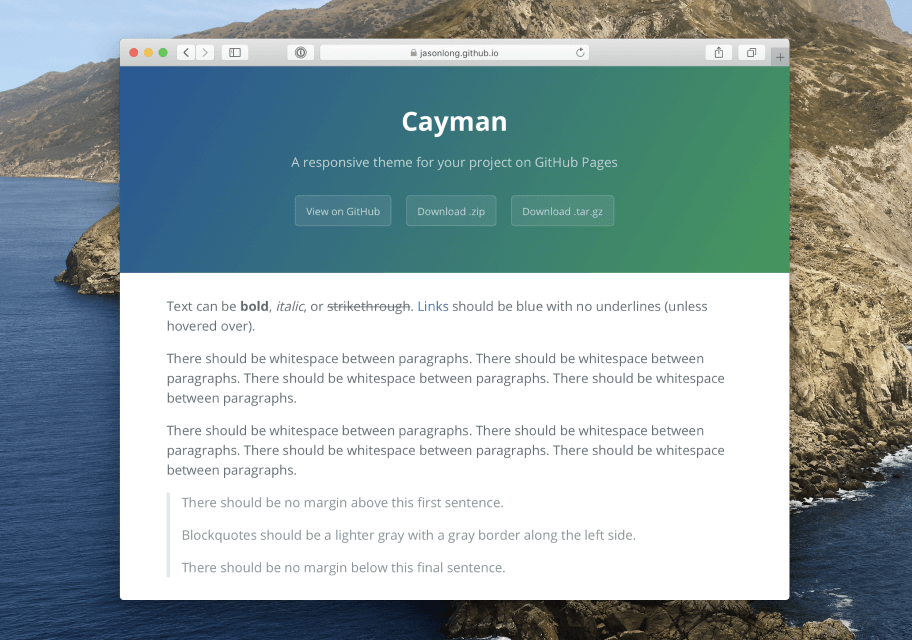 jasonlong.github.io
Cayman
A responsive theme for your project on GitHub Pages
View on GitHub
Download .zip
Download .tar.gz
Text can be bold, italic, or strikethrough. Links should be blue with no underlines (unless
hovered over).
There should be whitespace between paragraphs. There should be whitespace between
paragraphs. There should be whitespace between paragraphs. There should be whitespace
between paragraphs.
There should be whitespace between paragraphs. There should be whitespace between
paragraphs. There should be whitespace between paragraphs. There should be whitespace
between paragraphs.
There should be no margin above this first sentence.
Blockquotes should be a lighter gray with a gray border along the left side.
There should be no margin below this final sentence.